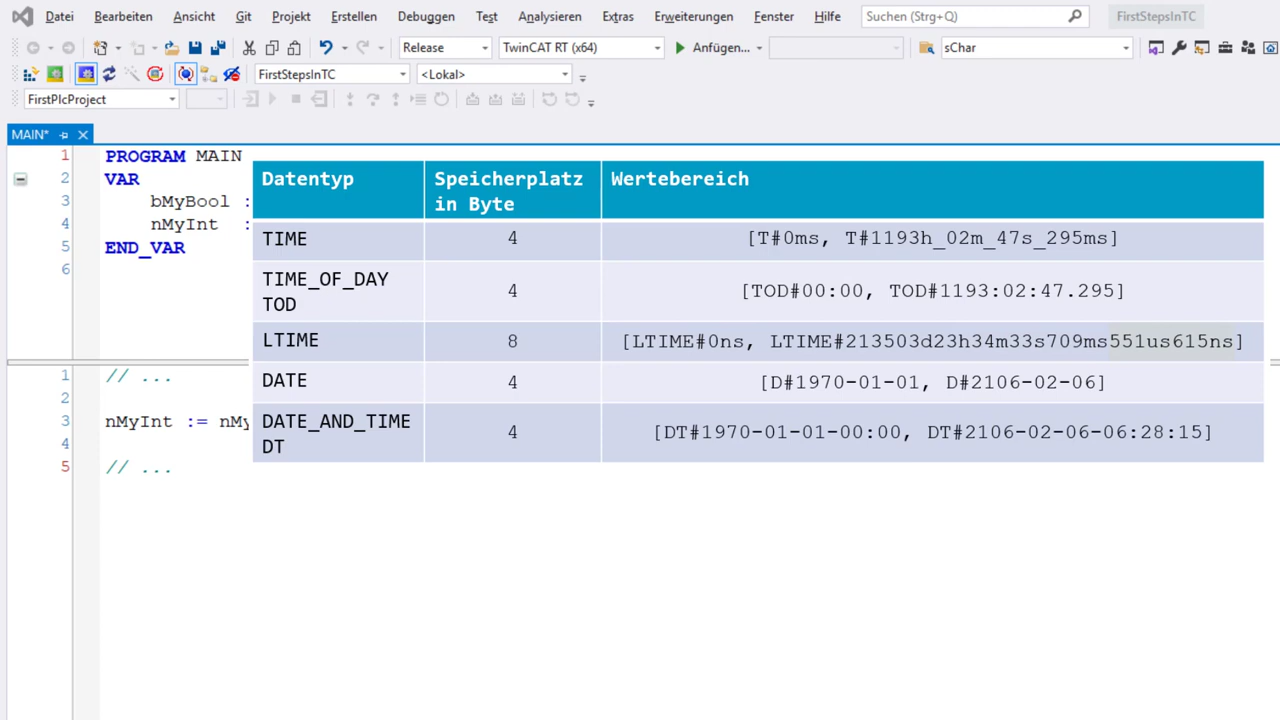 Datei Bearbeiten Ansicht Git Projekt Erstellen Debuggen Test Analysieren Extras Erweiterungen Fenster Hilfe Suchen (Strg+Q) FirstStepsInTC
Release TwinCAT RT (x64) Anfügen... sChar
FirstStepsInTC <Lokal>
FirstPlcProject
MAIN*
1 PROGRAM MAIN
2 VAR
3 bMyBool :
4 nMyInt :
5 END_VAR
6
Datentyp Speicherplatz in Byte Wertebereich
TIME 4 [T#0ms, T#1193h_02m_47s_295ms]
TIME_OF_DAY
TOD 4 [TOD#00:00, TOD#1193:02:47.295]
LTIME 8 [LTIME#0ns, LTIME#213503d23h34m33s709ms551us615ns]
DATE 4 [D#1970-01-01, D#2106-02-06]
DATE_AND_TIME
DT 4 [DT#1970-01-01-00:00, DT#2106-02-06-06:28:15]
1 // ...
2
3 nMyInt := nMy
4
5 // ...